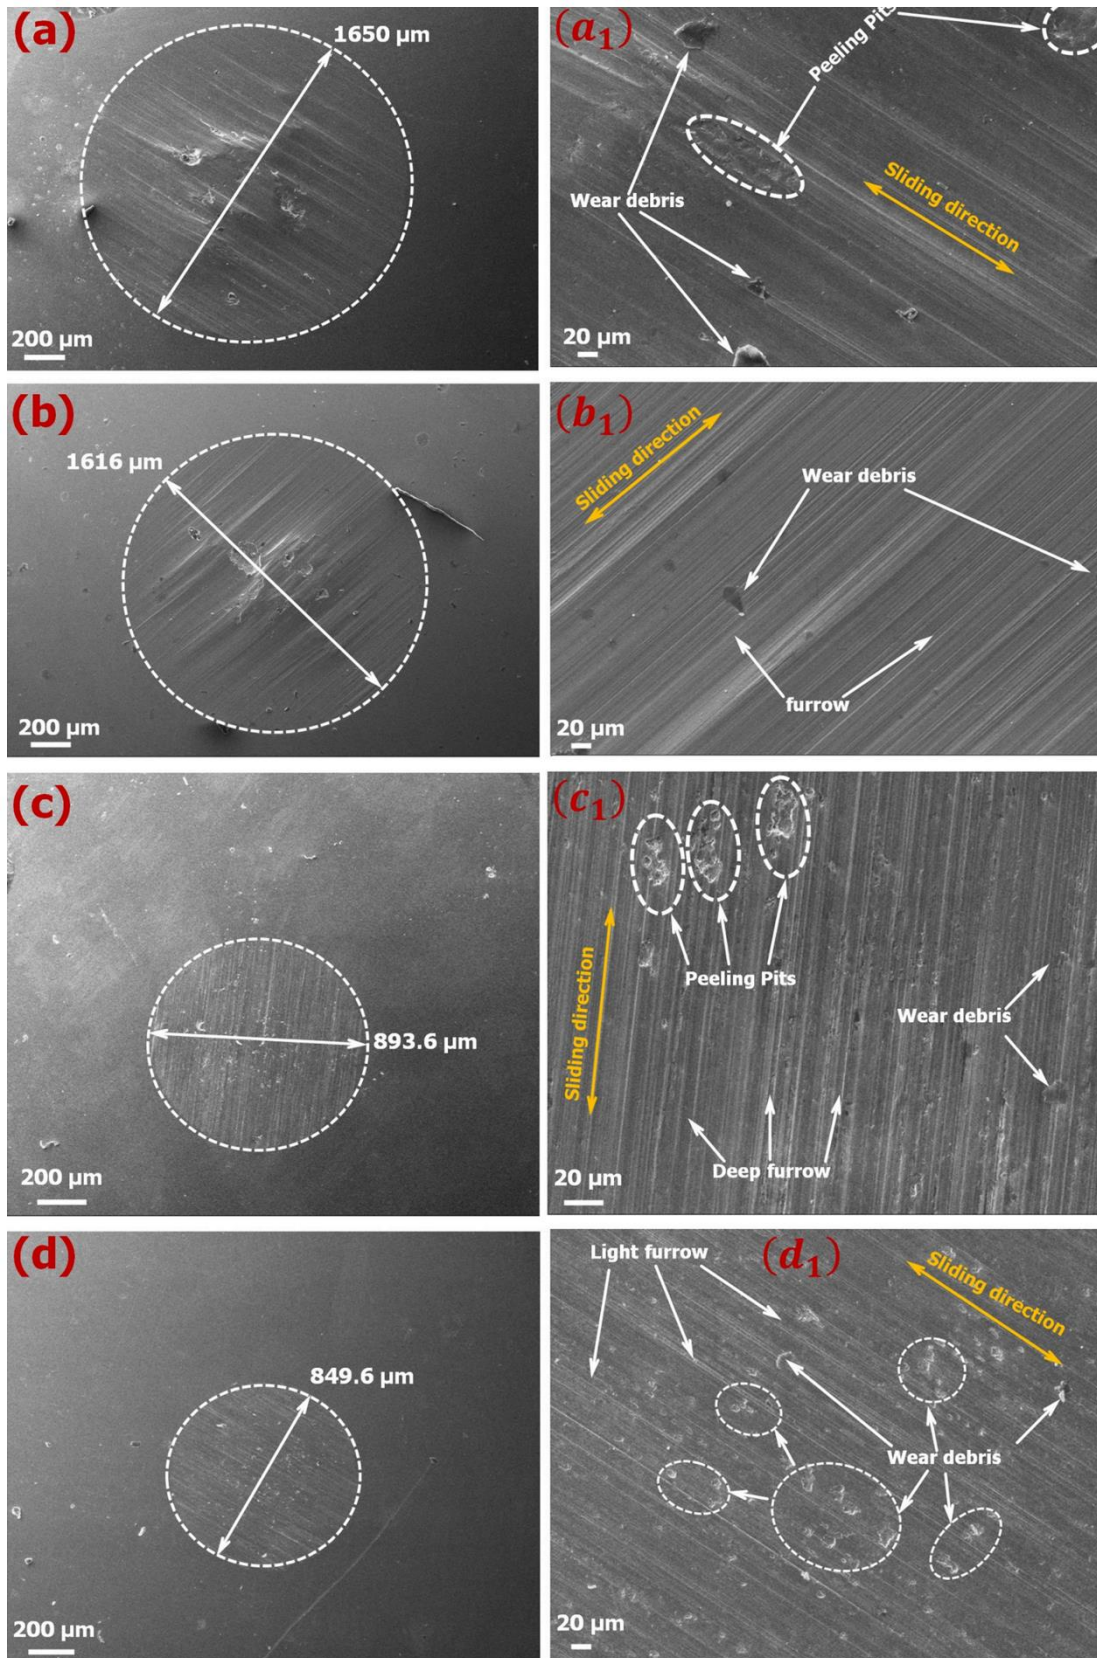 (a)
1650 µm
200 µm
(a₁)
Peeling Pits
Wear debris
Sliding direction
20 µm
(b)
1616 µm
200 µm
(b₁)
Sliding direction
Wear debris
furrow
20 µm
(c)
893.6 µm
200 µm
(c₁)
Peeling Pits
Sliding direction
Wear debris
Deep furrow
20 µm
(d)
849.6 µm
200 µm
Light furrow
(d₁)
Sliding direction
Wear debris
20 µm